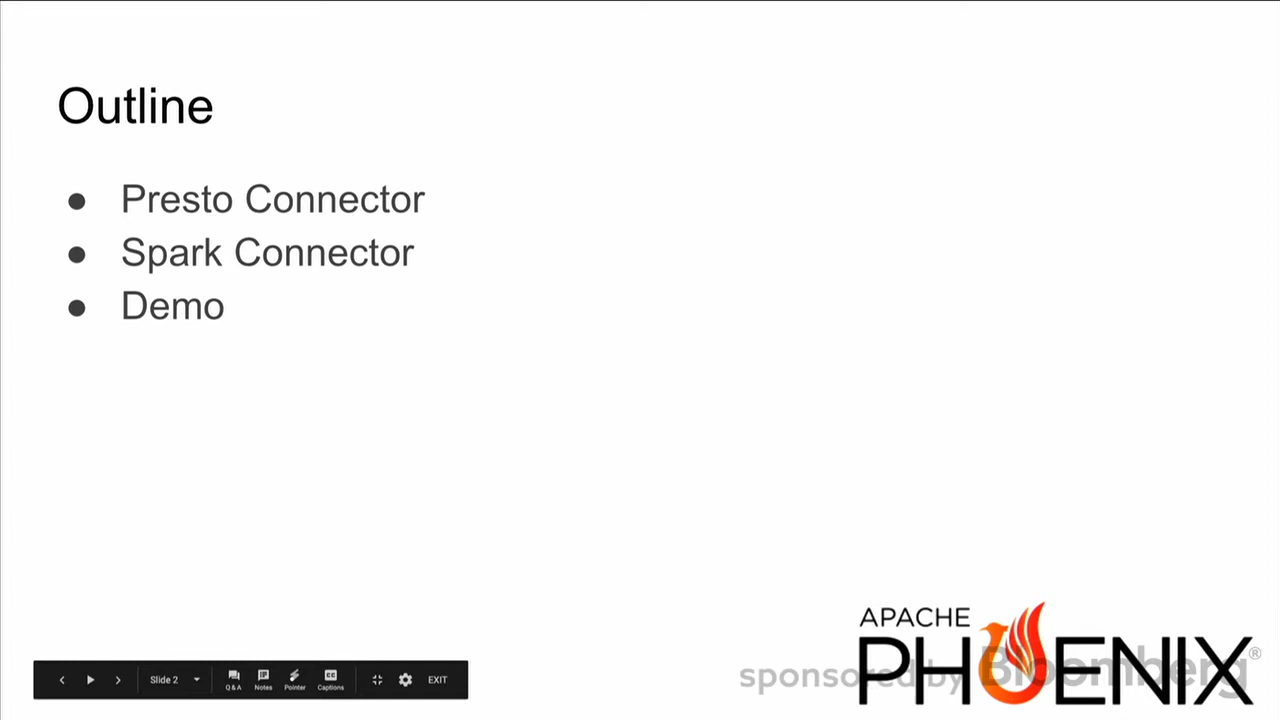 Outline
● Presto Connector
● Spark Connector
● Demo
APACHE
PHOENIX®
sponsored by Bloomberg
Slide 2
Q&A Notes Pointer Captions
EXIT